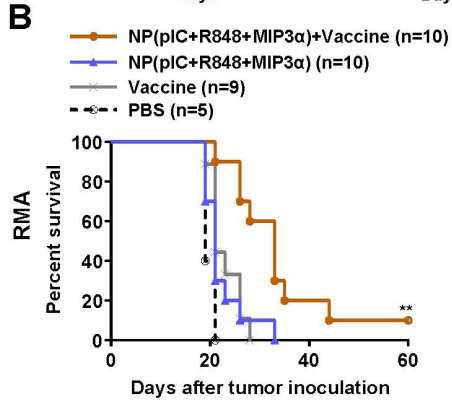 B
NP(pIC+R848+MIP3α)+Vaccine (n=10)
NP(pIC+R848+MIP3α) (n=10)
Vaccine (n=9)
PBS (n=5)
RMA
Percent survival
100
80
60
40
20
0
**
0 20 40 60
Days after tumor inoculation